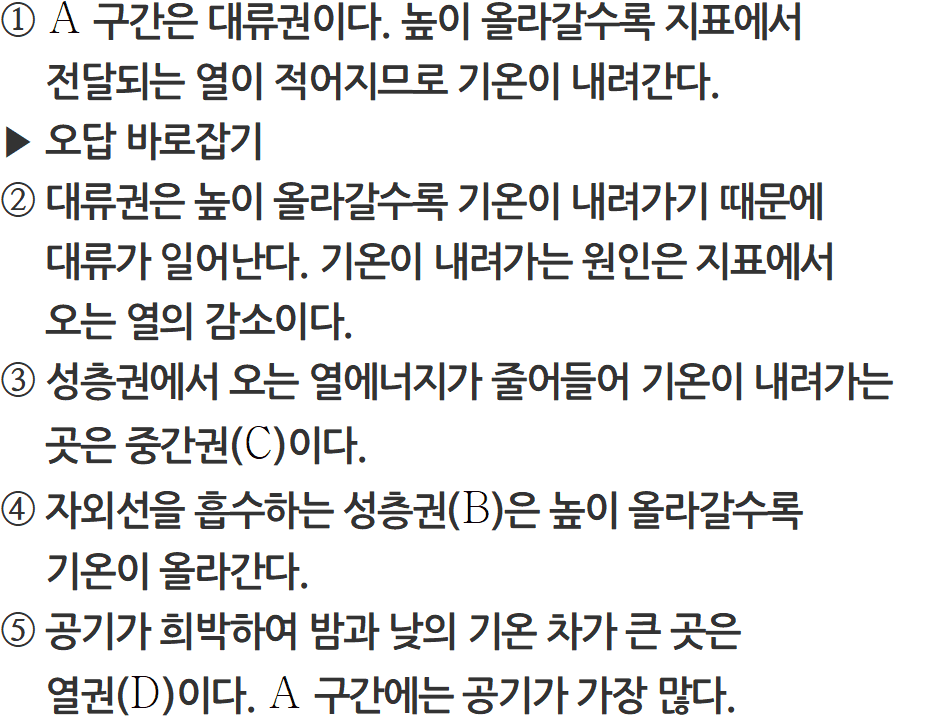 ① A 구간은 대류권이다. 높이 올라갈수록 지표에서
전달되는 열이 적어지므로 기온이 내려간다.
▶ 오답 바로잡기
② 대류권은 높이 올라갈수록 기온이 내려가기 때문에
대류가 일어난다. 기온이 내려가는 원인은 지표에서
오는 열의 감소이다.
③ 성층권에서 오는 열에너지가 줄어들어 기온이 내려가는
곳은 중간권(C)이다.
④ 자외선을 흡수하는 성층권(B)은 높이 올라갈수록
기온이 올라간다.
⑤ 공기가 희박하여 밤과 낮의 기온 차가 큰 곳은
열권(D)이다. A 구간에는 공기가 가장 많다.